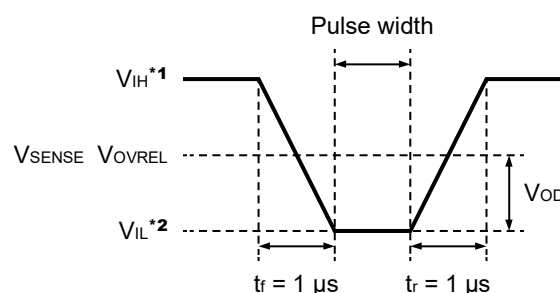 Pulse width
VIH*1
VSENSE VOVREL
VOD
VIL*2
tf = 1 μs tr = 1 μs